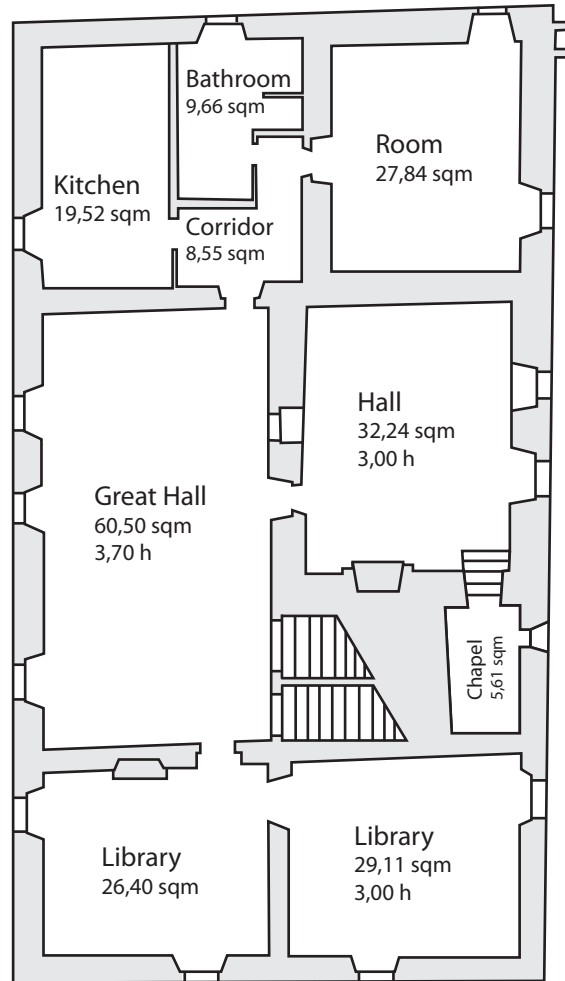 Bathroom
9,66 sqm
Room
27,84 sqm
Kitchen
19,52 sqm
Corridor
8,55 sqm
Hall
32,24 sqm
3,00 h
Great Hall
60,50 sqm
3,70 h
Chapel
5,61 sqm
Library
26,40 sqm
Library
29,11 sqm
3,00 h